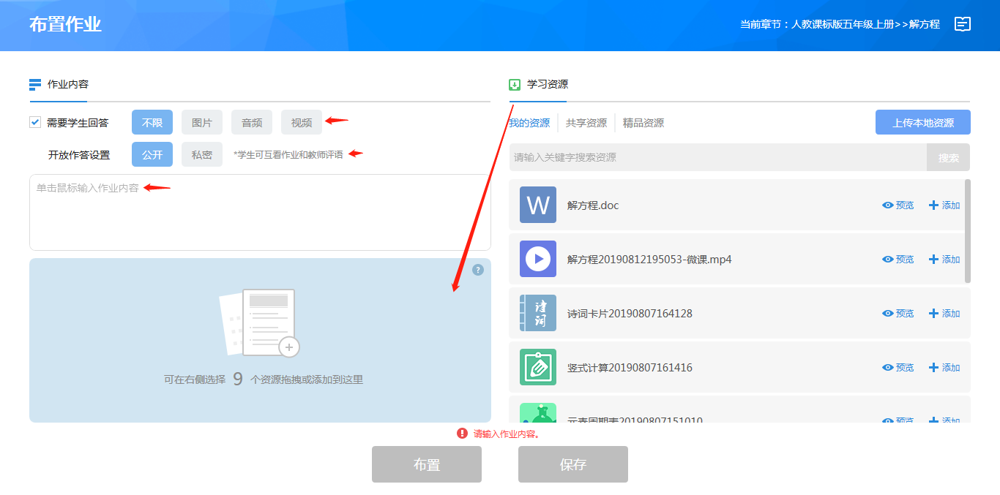 布置作业
当前章节：人教课标版五年级上册>>解方程
作业内容
需要学生回答 不限 图片 音频 视频
开放作答设置 公开 私密 *学生可互看作业和教师评语
单击鼠标输入作业内容
?
可在右侧选择 9 个资源拖拽或添加到这里
学习资源
我的资源 共享资源 精品资源 上传本地资源
请输入关键字搜索资源 搜索
W 解方程.doc 预览 添加
解方程20190812195053-微课.mp4 预览 添加
诗词 诗词卡片20190807164128 预览 添加
竖式计算20190807161416 预览 添加
元素周期表20190807151010 预览 添加
请输入作业内容。
布置 保存